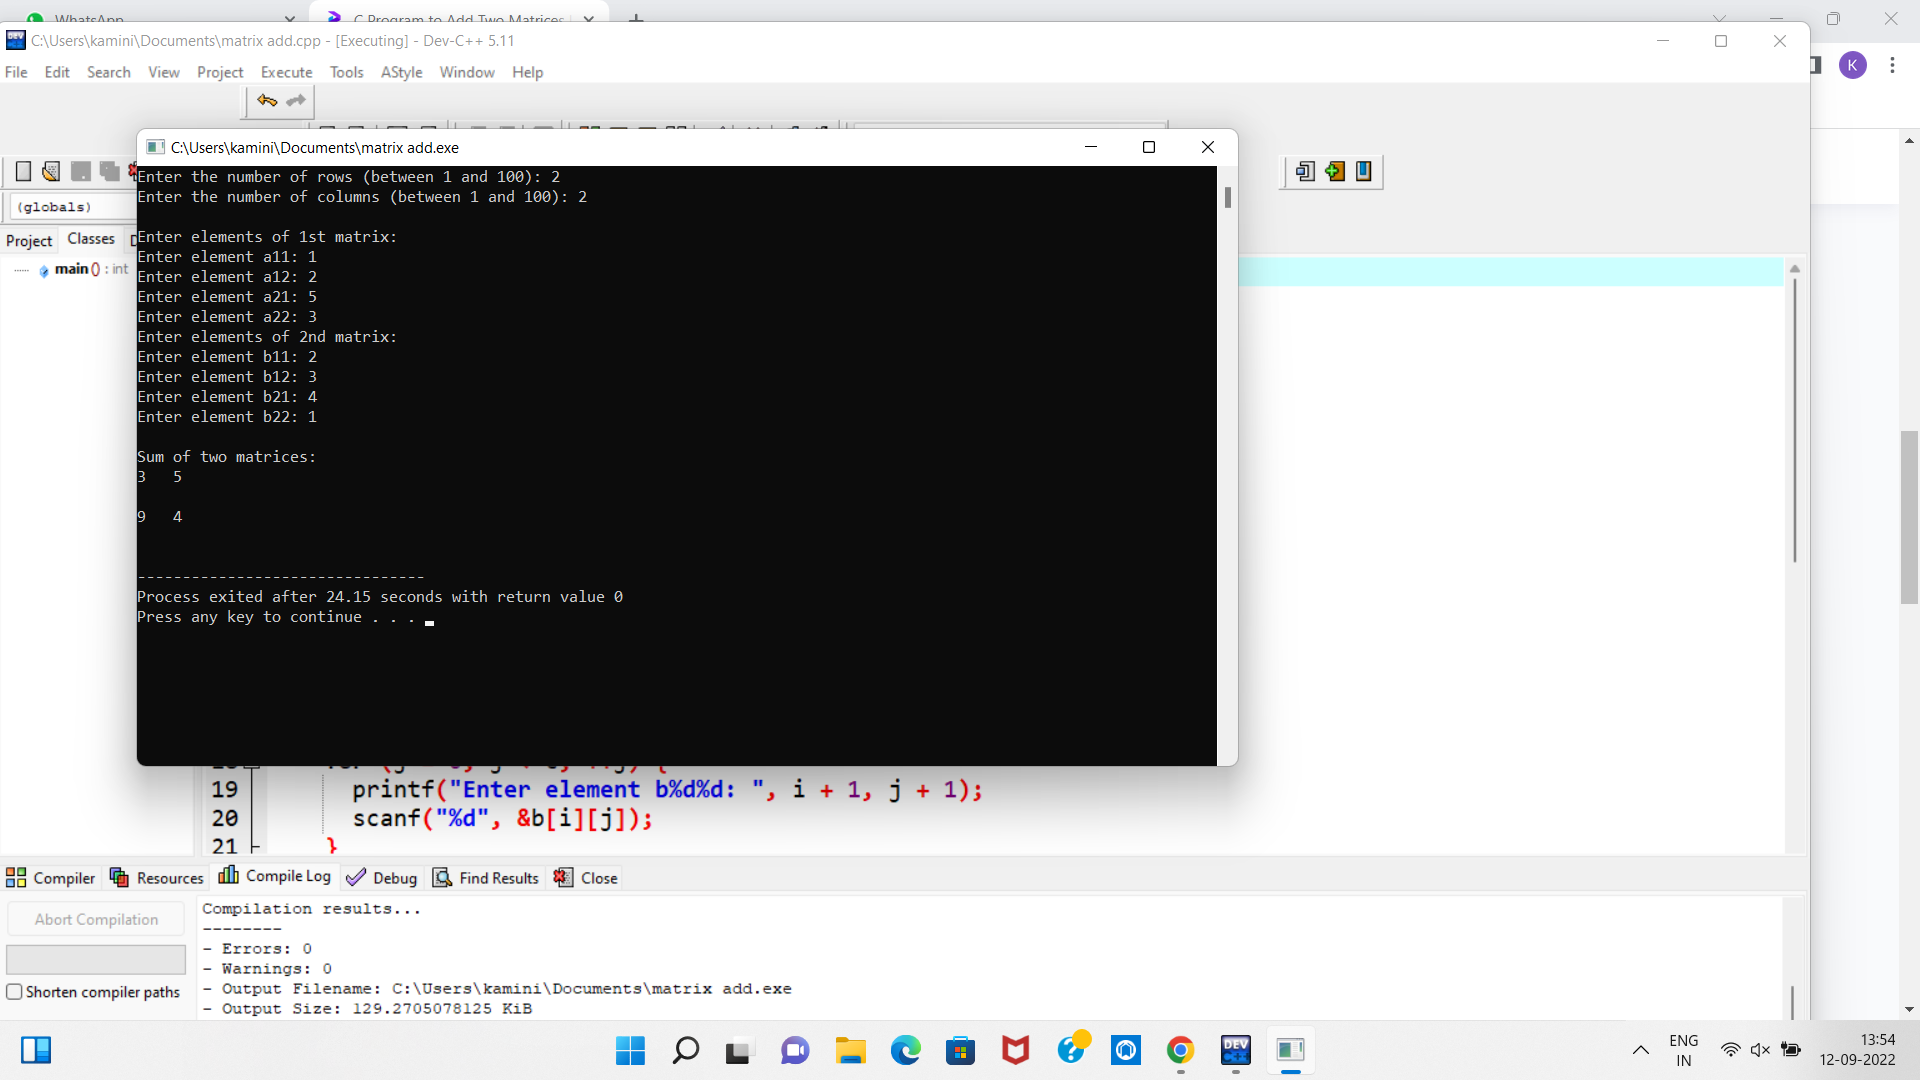 WhatsApp
C Program to Add Two Matrices
C:\Users\kamini\Documents\matrix add.cpp - [Executing] - Dev-C++ 5.11
File Edit Search View Project Execute Tools AStyle Window Help
K
C:\Users\kamini\Documents\matrix add.exe
(globals)
Project Classes
main() : int
Enter the number of rows (between 1 and 100): 2
Enter the number of columns (between 1 and 100): 2
Enter elements of 1st matrix:
Enter element a11: 1
Enter element a12: 2
Enter element a21: 5
Enter element a22: 3
Enter elements of 2nd matrix:
Enter element b11: 2
Enter element b12: 3
Enter element b21: 4
Enter element b22: 1
Sum of two matrices:
3 5
9 4
--------------------------------
Process exited after 24.15 seconds with return value 0
Press any key to continue . . .
19 printf("Enter element b%d%d: ", i + 1, j + 1);
20 scanf("%d", &b[i][j]);
21 }
Compiler Resources Compile Log Debug Find Results Close
Abort Compilation
Shorten compiler paths
Compilation results...
--------
- Errors: 0
- Warnings: 0
- Output Filename: C:\Users\kamini\Documents\matrix add.exe
- Output Size: 129.2705078125 KiB
DEV C++
ENG
IN
13:54
12-09-2022